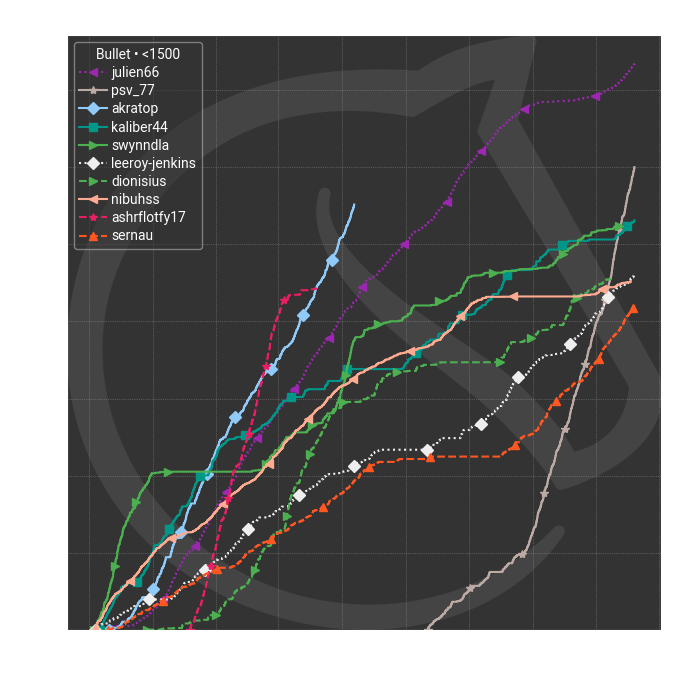 Bullet • <1500
julien66
psv_77
akratop
kaliber44
swynndla
leeroy-jenkins
dionisius
nibuhss
ashrflotfy17
sernau